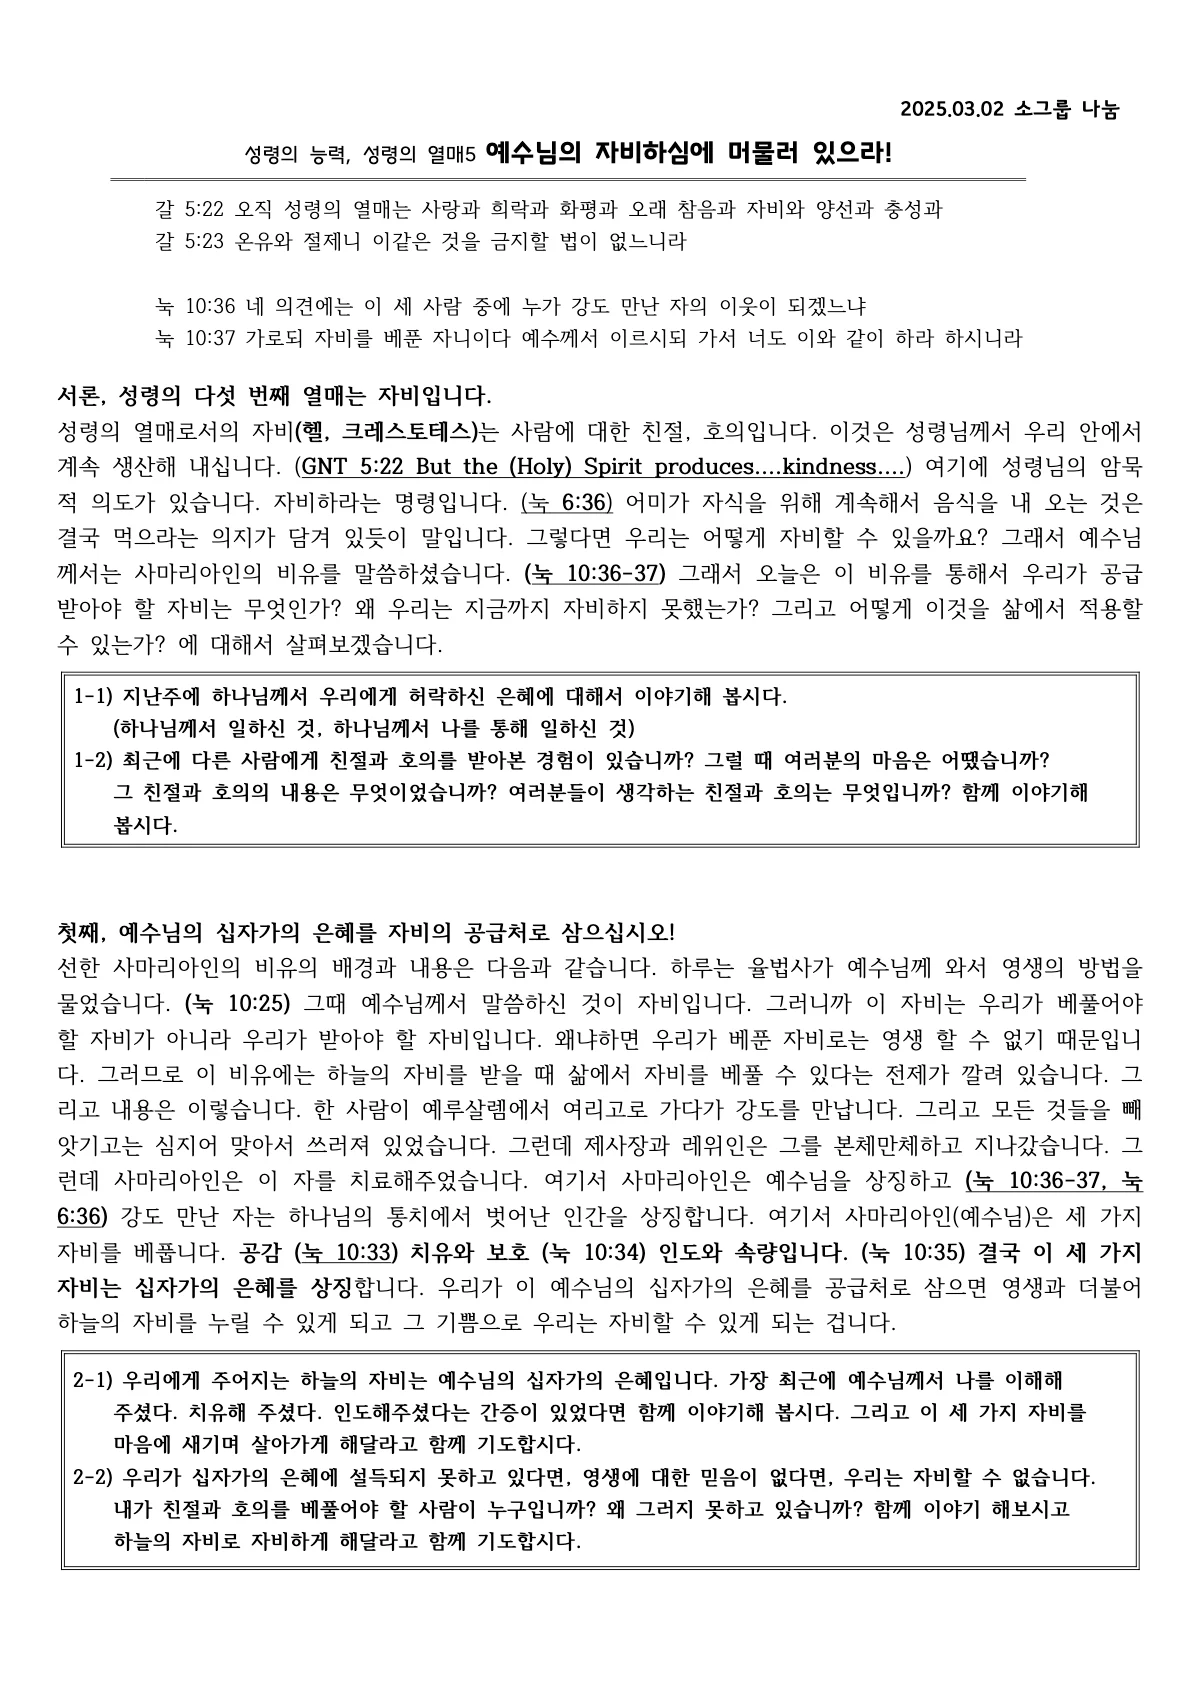 2025.03.02 소그룹 나눔
성령의 능력, 성령의 열매5 예수님의 자비하심에 머물러 있으라!
갈 5:22 오직 성령의 열매는 사랑과 희락과 화평과 오래 참음과 자비와 양선과 충성과
갈 5:23 온유와 절제니 이같은 것을 금지할 법이 없느니라
눅 10:36 네 의견에는 이 세 사람 중에 누가 강도 만난 자의 이웃이 되겠느냐
눅 10:37 가로되 자비를 베푼 자니이다 예수께서 이르시되 가서 너도 이와 같이 하라 하시니라
서론, 성령의 다섯 번째 열매는 자비입니다.
성령의 열매로서의 자비(헬, 크레스토테스)는 사람에 대한 친절, 호의입니다. 이것은 성령님께서 우리 안에서
계속 생산해 내십니다. (GNT 5:22 But the (Holy) Spirit produces....kindness....) 여기에 성령님의 암묵
적 의도가 있습니다. 자비하라는 명령입니다. (눅 6:36) 어미가 자식을 위해 계속해서 음식을 내 오는 것은
결국 먹으라는 의지가 담겨 있듯이 말입니다. 그렇다면 우리는 어떻게 자비할 수 있을까요? 그래서 예수님
께서는 사마리아인의 비유를 말씀하셨습니다. (눅 10:36-37) 그래서 오늘은 이 비유를 통해서 우리가 공급
받아야 할 자비는 무엇인가? 왜 우리는 지금까지 자비하지 못했는가? 그리고 어떻게 이것을 삶에서 적용할
수 있는가? 에 대해서 살펴보겠습니다.
1-1) 지난주에 하나님께서 우리에게 허락하신 은혜에 대해서 이야기해 봅시다.
(하나님께서 일하신 것, 하나님께서 나를 통해 일하신 것)
1-2) 최근에 다른 사람에게 친절과 호의를 받아본 경험이 있습니까? 그럴 때 여러분의 마음은 어땠습니까?
그 친절과 호의의 내용은 무엇이었습니까? 여러분들이 생각하는 친절과 호의는 무엇입니까? 함께 이야기해
봅시다.
첫째, 예수님의 십자가의 은혜를 자비의 공급처로 삼으십시오!
선한 사마리아인의 비유의 배경과 내용은 다음과 같습니다. 하루는 율법사가 예수님께 와서 영생의 방법을
물었습니다. (눅 10:25) 그때 예수님께서 말씀하신 것이 자비입니다. 그러니까 이 자비는 우리가 베풀어야
할 자비가 아니라 우리가 받아야 할 자비입니다. 왜냐하면 우리가 베푼 자비로는 영생 할 수 없기 때문입니
다. 그러므로 이 비유에는 하늘의 자비를 받을 때 삶에서 자비를 베풀 수 있다는 전제가 깔려 있습니다. 그
리고 내용은 이렇습니다. 한 사람이 예루살렘에서 여리고로 가다가 강도를 만납니다. 그리고 모든 것들을 빼
앗기고는 심지어 맞아서 쓰러져 있었습니다. 그런데 제사장과 레위인은 그를 본체만체하고 지나갔습니다. 그
런데 사마리아인은 이 자를 치료해주었습니다. 여기서 사마리아인은 예수님을 상징하고 (눅 10:36-37, 눅
6:36) 강도 만난 자는 하나님의 통치에서 벗어난 인간을 상징합니다. 여기서 사마리아인(예수님)은 세 가지
자비를 베풉니다. 공감 (눅 10:33) 치유와 보호 (눅 10:34) 인도와 속량입니다. (눅 10:35) 결국 이 세 가지
자비는 십자가의 은혜를 상징합니다. 우리가 이 예수님의 십자가의 은혜를 공급처로 삼으면 영생과 더불어
하늘의 자비를 누릴 수 있게 되고 그 기쁨으로 우리는 자비할 수 있게 되는 겁니다.
2-1) 우리에게 주어지는 하늘의 자비는 예수님의 십자가의 은혜입니다. 가장 최근에 예수님께서 나를 이해해
주셨다. 치유해 주셨다. 인도해주셨다는 간증이 있었다면 함께 이야기해 봅시다. 그리고 이 세 가지 자비를
마음에 새기며 살아가게 해달라고 함께 기도합시다.
2-2) 우리가 십자가의 은혜에 설득되지 못하고 있다면, 영생에 대한 믿음이 없다면, 우리는 자비할 수 없습니다.
내가 친절과 호의를 베풀어야 할 사람이 누구입니까? 왜 그러지 못하고 있습니까? 함께 이야기 해보시고
하늘의 자비로 자비하게 해달라고 함께 기도합시다.